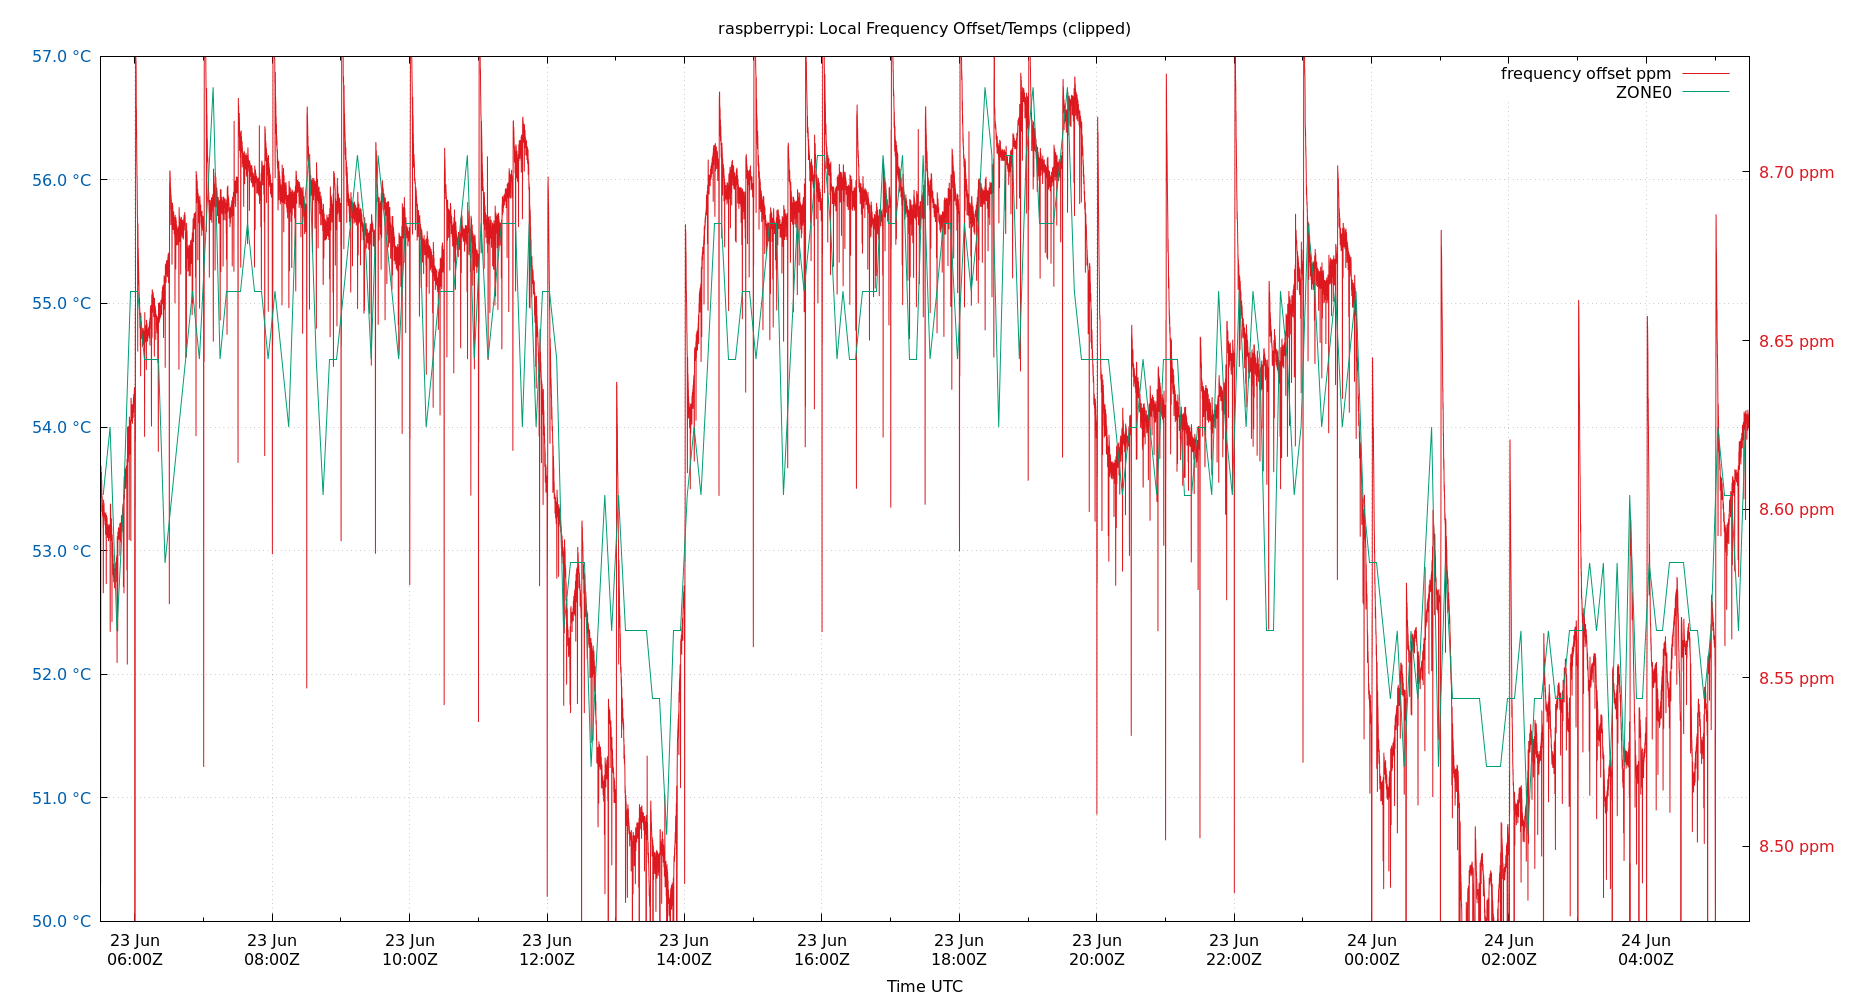 raspberrypi: Local Frequency Offset/Temps (clipped)
frequency offset ppm
ZONE0
57.0 °C
56.0 °C
55.0 °C
54.0 °C
53.0 °C
52.0 °C
51.0 °C
50.0 °C
8.70 ppm
8.65 ppm
8.60 ppm
8.55 ppm
8.50 ppm
23 Jun
06:00Z
23 Jun
08:00Z
23 Jun
10:00Z
23 Jun
12:00Z
23 Jun
14:00Z
23 Jun
16:00Z
23 Jun
18:00Z
23 Jun
20:00Z
23 Jun
22:00Z
24 Jun
00:00Z
24 Jun
02:00Z
24 Jun
04:00Z
Time UTC